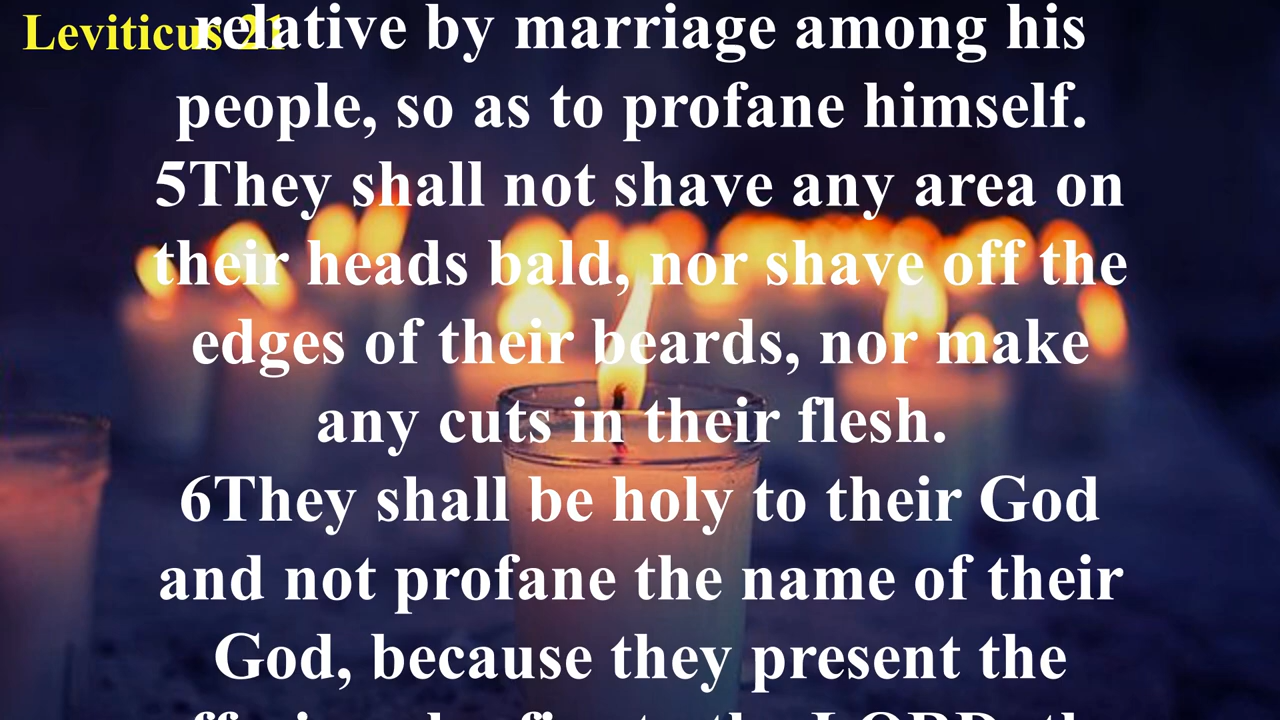 Leviticus 21
relative by marriage among his
people, so as to profane himself.
5They shall not shave any area on
their heads bald, nor shave off the
edges of their beards, nor make
any cuts in their flesh.
6They shall be holy to their God
and not profane the name of their
God, because they present the